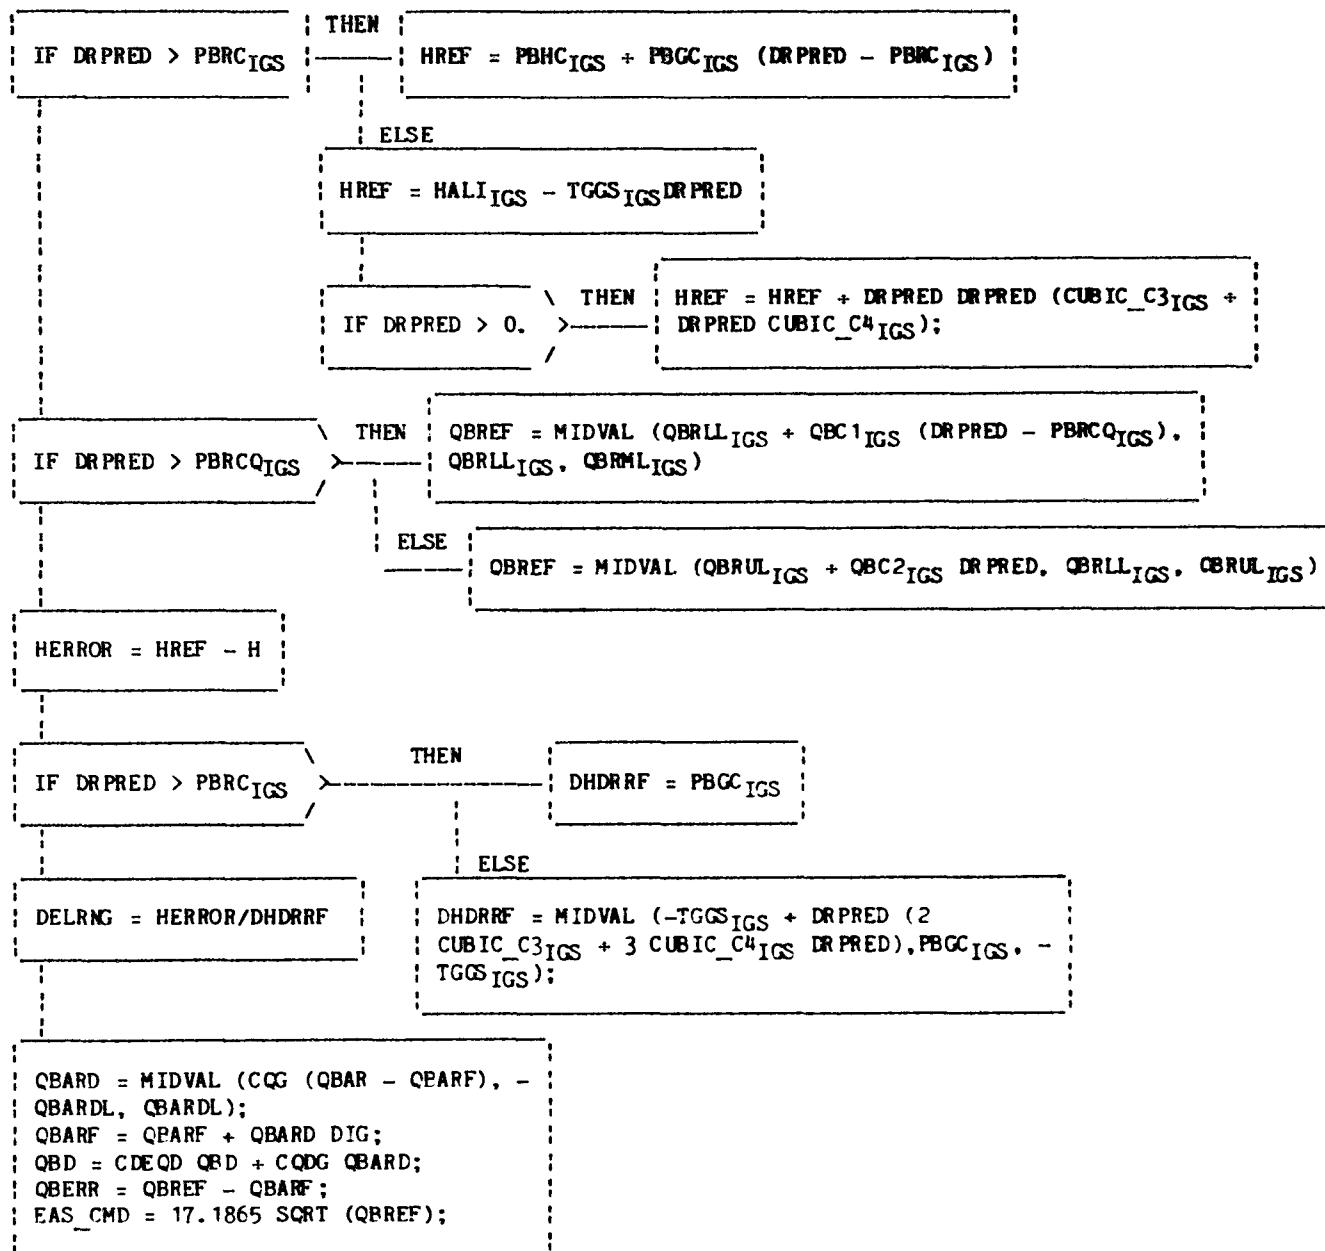 THEN
IF DRPRED > PBRC_IGS
HREF = PBHC_IGS + PBGC_IGS (DRPRED - PBRC_IGS)
ELSE
HREF = HALI_IGS - TGGS_IGS DRPRED
IF DRPRED > 0.
THEN
HREF = HREF + DRPRED DRPRED (CUBIC_C3_IGS +
DRPRED CUBIC_C4_IGS);
IF DRPRED > PBRCQ_IGS
THEN
QBREF = MIDVAL (QBRLL_IGS + QBC1_IGS (DRPRED - PBRCQ_IGS),
QBRLL_IGS, QBRML_IGS)
ELSE
QBREF = MIDVAL (QBRUL_IGS + QBC2_IGS DRPRED, QBRLL_IGS, QBRUL_IGS)
HERROR = HREF - H
IF DRPRED > PBRC_IGS
THEN
DHDRRF = PBGC_IGS
ELSE
DELRNG = HERROR/DHDRRF
DHDRRF = MIDVAL (-TGGS_IGS + DRPRED (2
CUBIC_C3_IGS + 3 CUBIC_C4_IGS DRPRED),PBGC_IGS, -
TGGS_IGS);
QBARD = MIDVAL (CQG (QBAR - QBARF), -
QBARDL, QBARDL);
QBARF = QBARF + QBARD DIG;
QBD = CDEQD QBD + CQDG QBARD;
QBERR = QBREF - QBARF;
EAS_CMD = 17.1865 SQRT (QBREF);